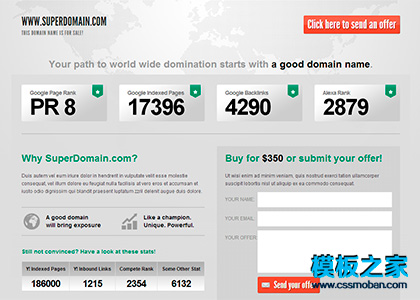 WWW.SUPERDOMAIN.COM
THIS DOMAIN NAME IS FOR SALE!
Click here to send an offer
Your path to world wide domination starts with a good domain name.
Google Page Rank
PR 8
Google Indexed Pages
17396
Google Backlinks
4290
Alexa Rank
2879
Why SuperDomain.com?
Duis autem vel eum iriure dolor in hendrerit in vulputate velit esse molestie
consequat, vel illum dolore eu feugiat nulla facilisis at vero eros et accumsan et
iusto odio dignissim qui blandit praesent luptatum zzril delenit augue duis dolore.
A good domain
will bring exposure
Like a champion.
Unique. Powerful.
Still not convinced? Have a look at these stats!
Y! Indexed Pages
Y! Inbound Links
Compete Rank
Some Other Stat
186000
1215
2354
6132
Buy for $350 or submit your offer!
Ut wisi enim ad minim veniam, quis nostrud exerci tation ullamcorper
suscipit lobortis nisl ut aliquip ex ea commodo consequat.
YOUR NAME
YOUR EMAIL
YOUR OFFER
Send your
模板之家
www.cssmoban.com